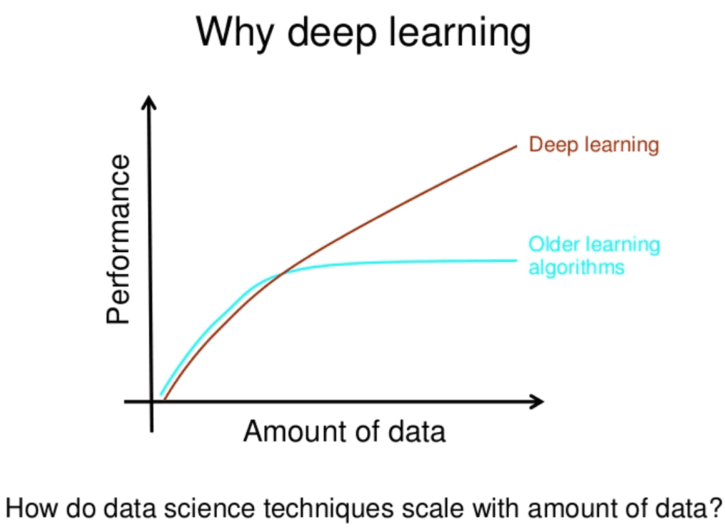 Why deep learning
Performance
Deep learning
Older learning
algorithms
Amount of data
How do data science techniques scale with amount of data?